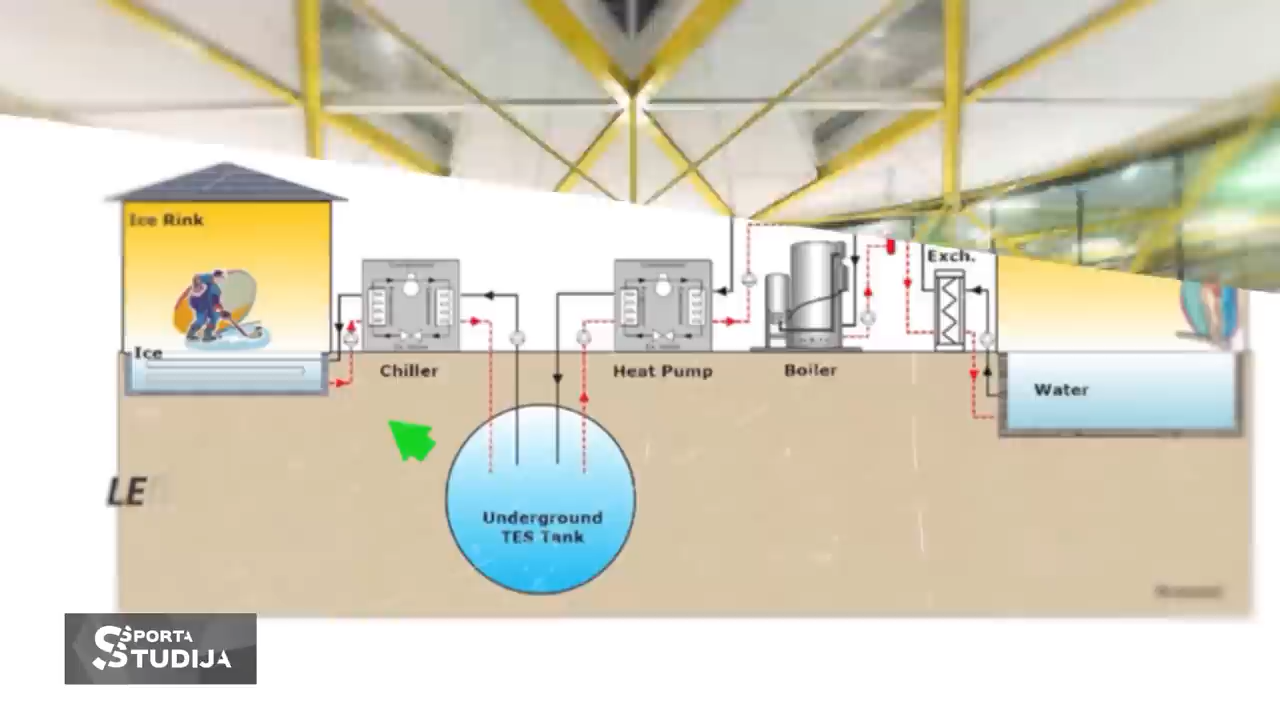 Ice Rink
Exch.
Ice
Chiller
Heat Pump
Boiler
Water
LE
Underground
TES Tank
SPORTA
STUDIJA